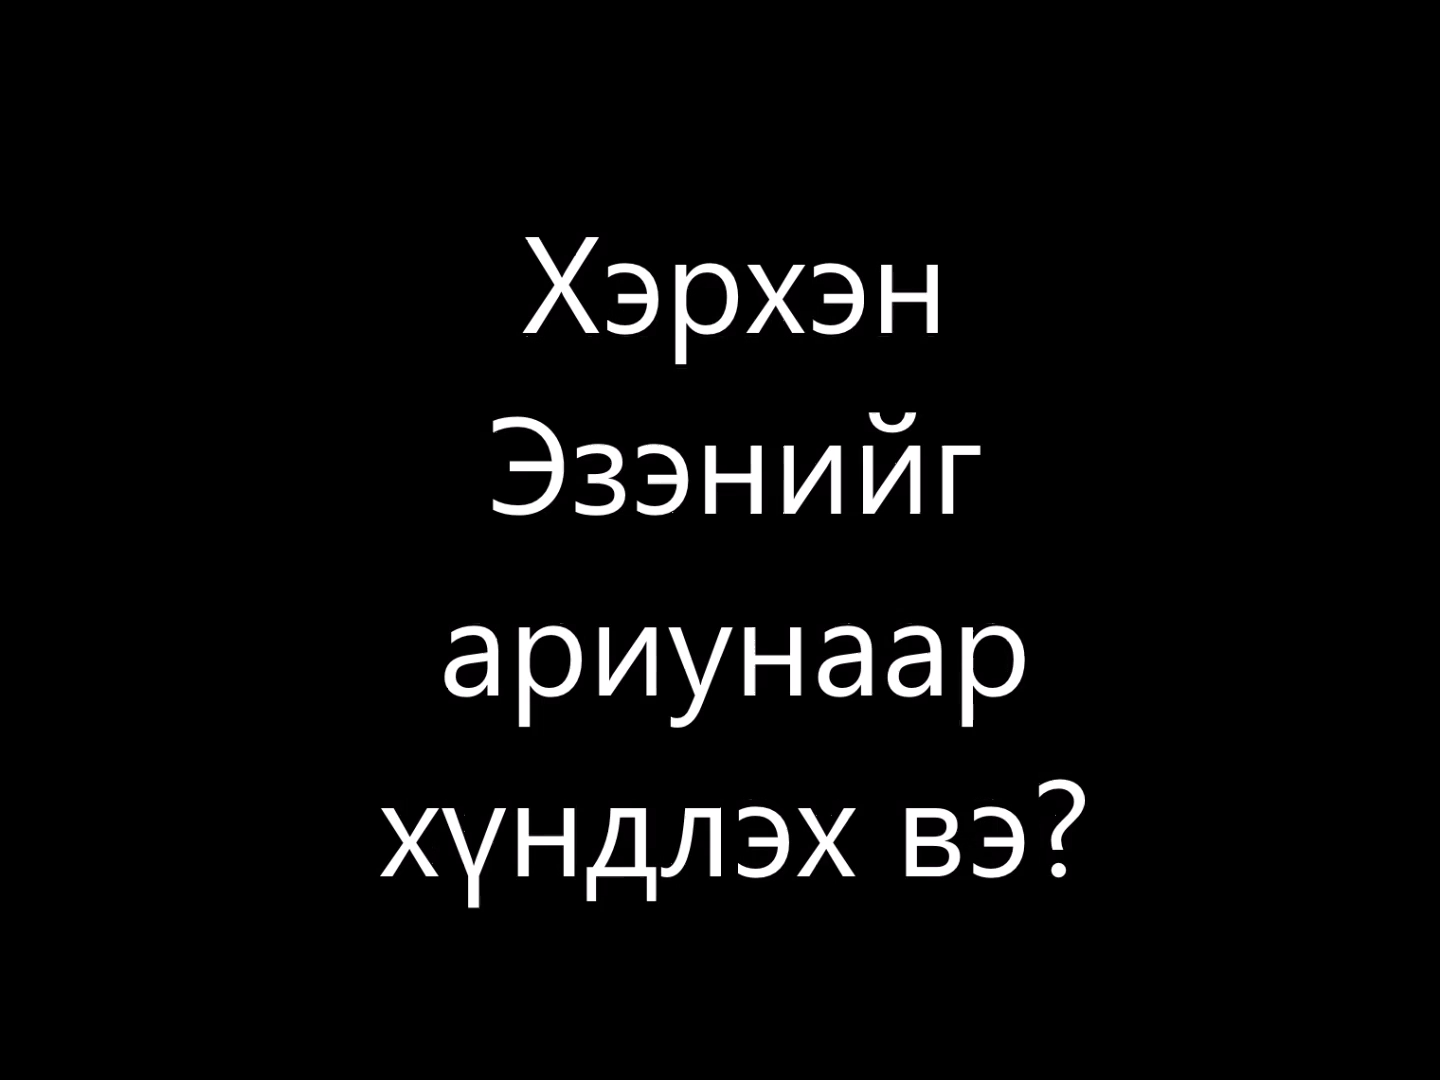 Хэрхэн
Эзэнийг
ариунаар
хүндлэх вэ?